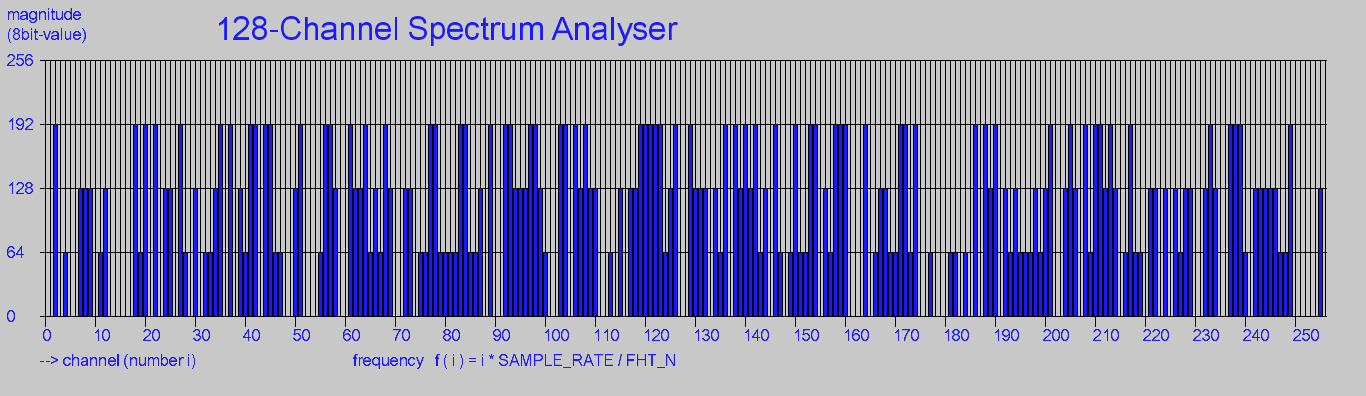 magnitude
(8bit-value)
128-Channel Spectrum Analyser
256
192
128
64
0
0 10 20 30 40 50 60 70 80 90 100 110 120 130 140 150 160 170 180 190 200 210 220 230 240 250
--> channel (number i) frequency f ( i ) = i * SAMPLE_RATE / FHT_N